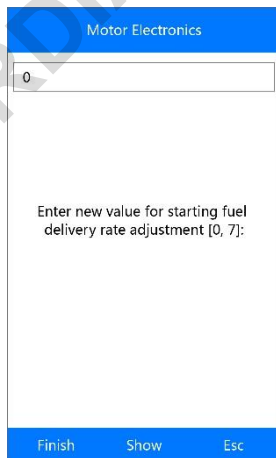 Motor Electronics
0
Enter new value for starting fuel
delivery rate adjustment [0, 7]:
Finish Show Esc